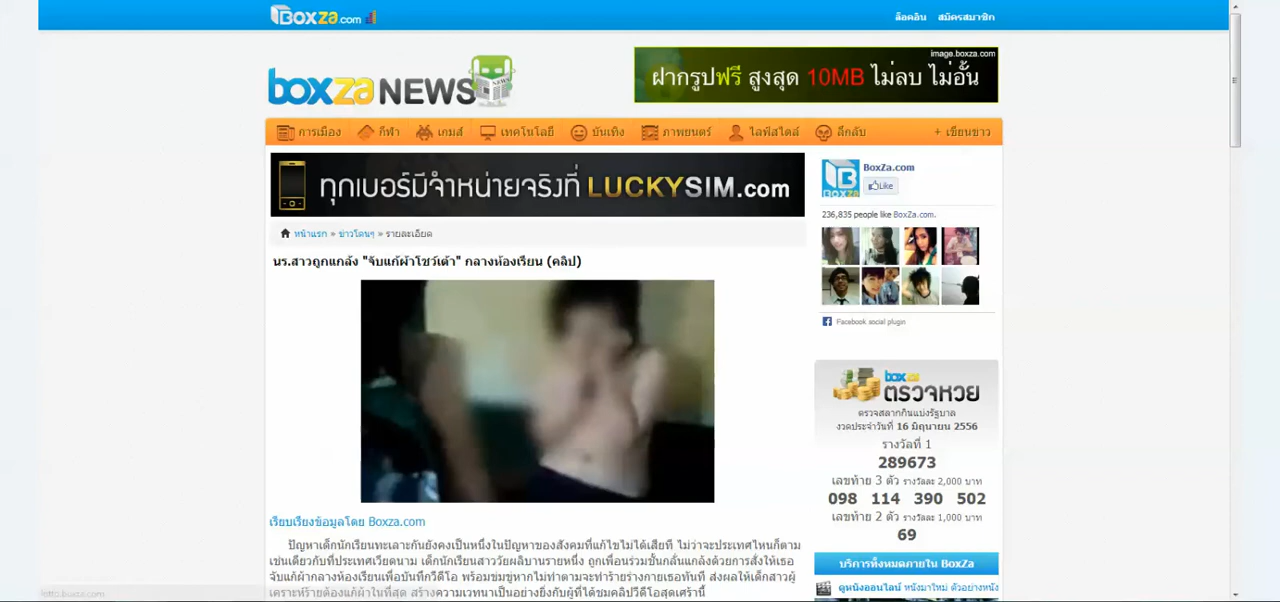 BOXZa.com
ล็อคอิน สมัครสมาชิก
boxza NEWS
NEWS
image.boxza.com
ฝากรูปฟรี สูงสุด 10MB ไม่ลบ ไม่อั้น
การเมือง กีฬา เกมส์ เทคโนโลยี บันเทิง ภาพยนตร์ ไลฟ์สไตล์ ลึกลับ + เขียนข่าว
ทุกเบอร์มีจำหน่ายจริงที่ LUCKYSIM.com
BOXZa
BoxZa.com
Like
236,835 people like BoxZa.com.
หน้าแรก » ข่าวโดนๆ » รายละเอียด
นร.สาวถูกแกล้ง "จับแก้ผ้าโชว์เต้า" กลางห้องเรียน (คลิป)
Facebook social plugin
boxza
ตรวจหวย
ตรวจสลากกินแบ่งรัฐบาล
งวดประจำวันที่ 16 มิถุนายน 2556
รางวัลที่ 1
289673
เลขท้าย 3 ตัว รางวัลละ 2,000 บาท
098 114 390 502
เลขท้าย 2 ตัว รางวัลละ 1,000 บาท
69
บริการทั้งหมดภายใน BoxZa
ดูหนังออนไลน์ หนังมาใหม่ ตัวอย่างหนัง
เรียบเรียงข้อมูลโดย Boxza.com
ปัญหาเด็กนักเรียนทะเลาะกันยังคงเป็นหนึ่งในปัญหาของสังคมที่แก้ไขไม่ได้เสียที ไม่ว่าจะประเทศไหนก็ตาม
เช่นเดียวกับที่ประเทศเวียดนาม เด็กนักเรียนสาววัยผลิบานรายหนึ่ง ถูกเพื่อนร่วมชั้นกลั่นแกล้งด้วยการสั่งให้เธอ
จับแก้ผ้ากลางห้องเรียนเพื่อบันทึกวีดีโอ พร้อมข่มขู่หากไม่ทำตามจะทำร้ายร่างกายเธอทันที ส่งผลให้เด็กสาวผู้
เคราะห์ร้ายต้องแก้ผ้าในที่สุด สร้างความเวทนาเป็นอย่างยิ่งกับผู้ที่ได้ชมคลิปวีดีโอสุดเศร้านี้
lotto.boxza.com